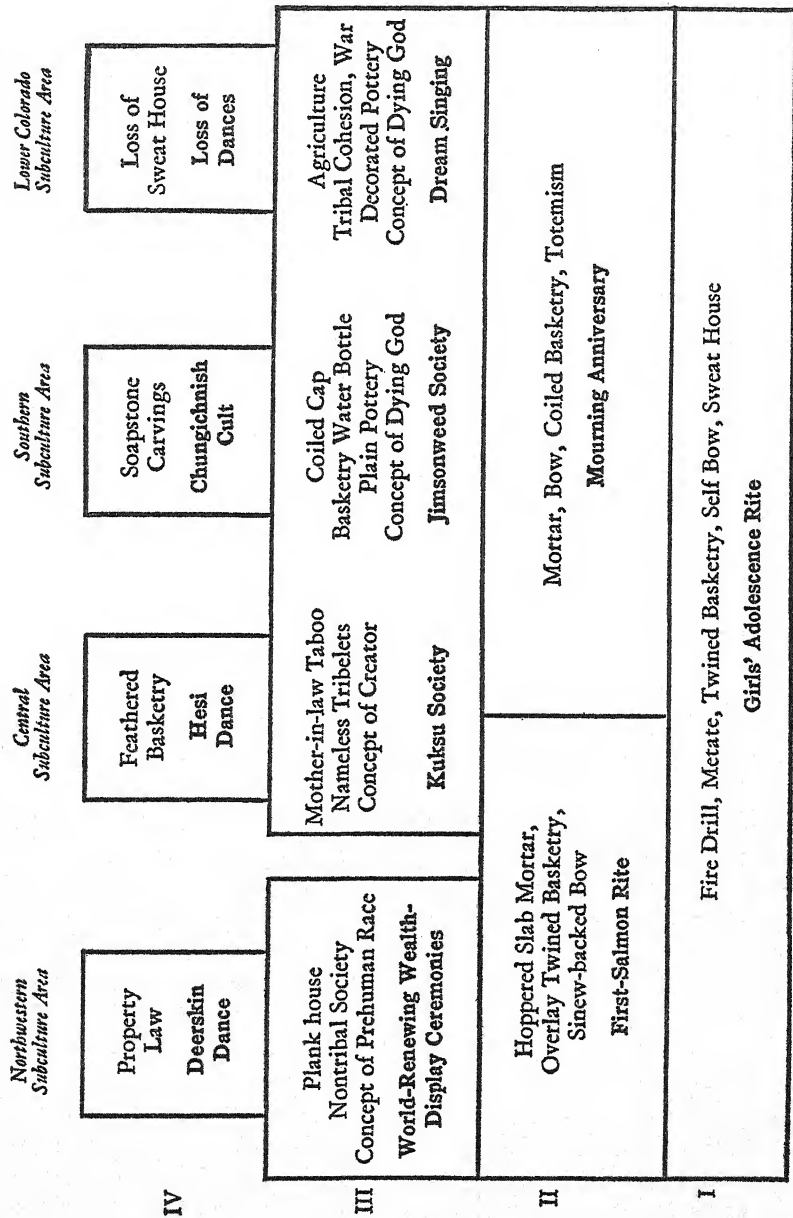 Northwestern
Subculture Area
Central
Subculture Area
Southern
Subculture Area
Lower Colorado
Subculture Area
IV
Property
Law
Deerskin
Dance
Feathered
Basketry
Hesi
Dance
Soapstone
Carvings
Chungichnish
Cult
Loss of
Sweat House
Loss of
Dances
III
Plank house
Nontribal Society
Concept of Prehuman Race
World-Renewing Wealth-
Display Ceremonies
Mother-in-law Taboo
Nameless Tribelets
Concept of Creator
Kuksu Society
Coiled Cap
Basketry Water Bottle
Plain Pottery
Concept of Dying God
Jimsonweed Society
Agriculture
Tribal Cohesion, War
Decorated Pottery
Concept of Dying God
Dream Singing
II
Hoppered Slab Mortar,
Overlay Twined Basketry,
Sinew-backed Bow
First-Salmon Rite
Mortar, Bow, Coiled Basketry, Totemism
Mourning Anniversary
I
Fire Drill, Metate, Twined Basketry, Self Bow, Sweat House
Girls' Adolescence Rite